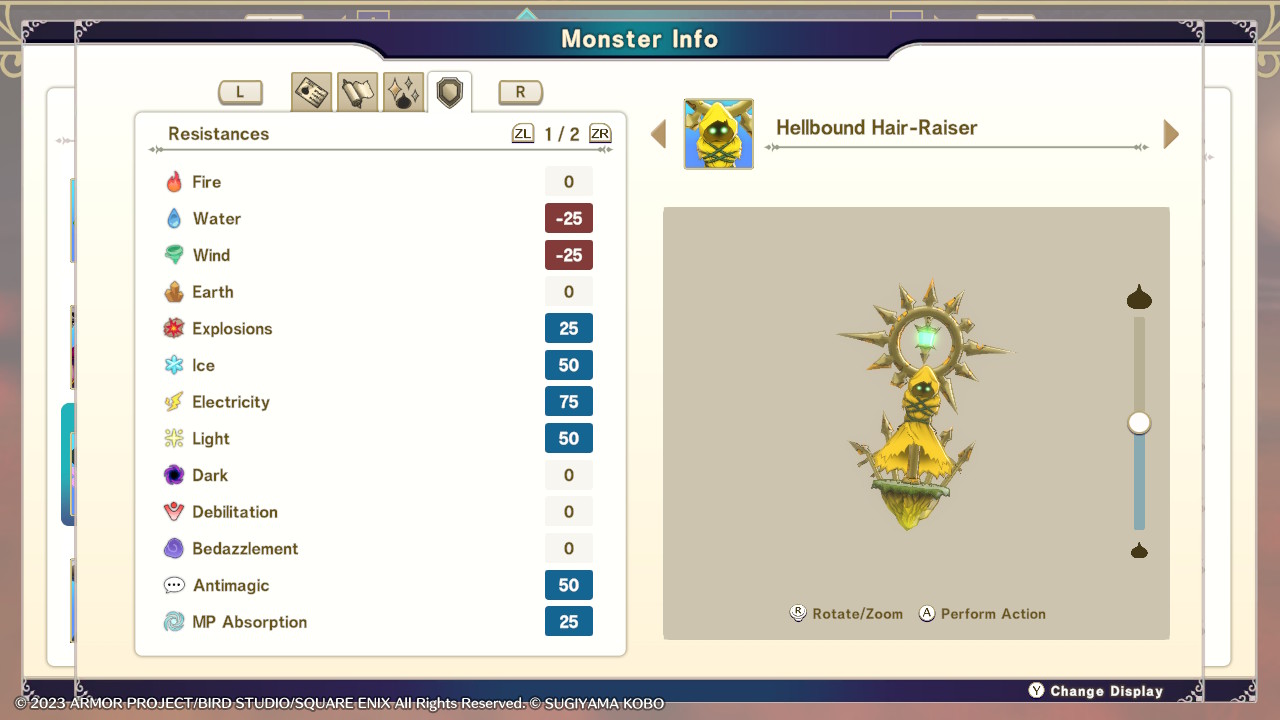 Monster Info
L
R
Resistances
ZL 1 / 2 ZR
Fire 0
Water -25
Wind -25
Earth 0
Explosions 25
Ice 50
Electricity 75
Light 50
Dark 0
Debilitation 0
Bedazzlement 0
Antimagic 50
MP Absorption 25
Hellbound Hair-Raiser
R Rotate/Zoom A Perform Action
Y Change Display
© 2023 ARMOR PROJECT/BIRD STUDIO/SQUARE ENIX All Rights Reserved. © SUGIYAMA KOBO